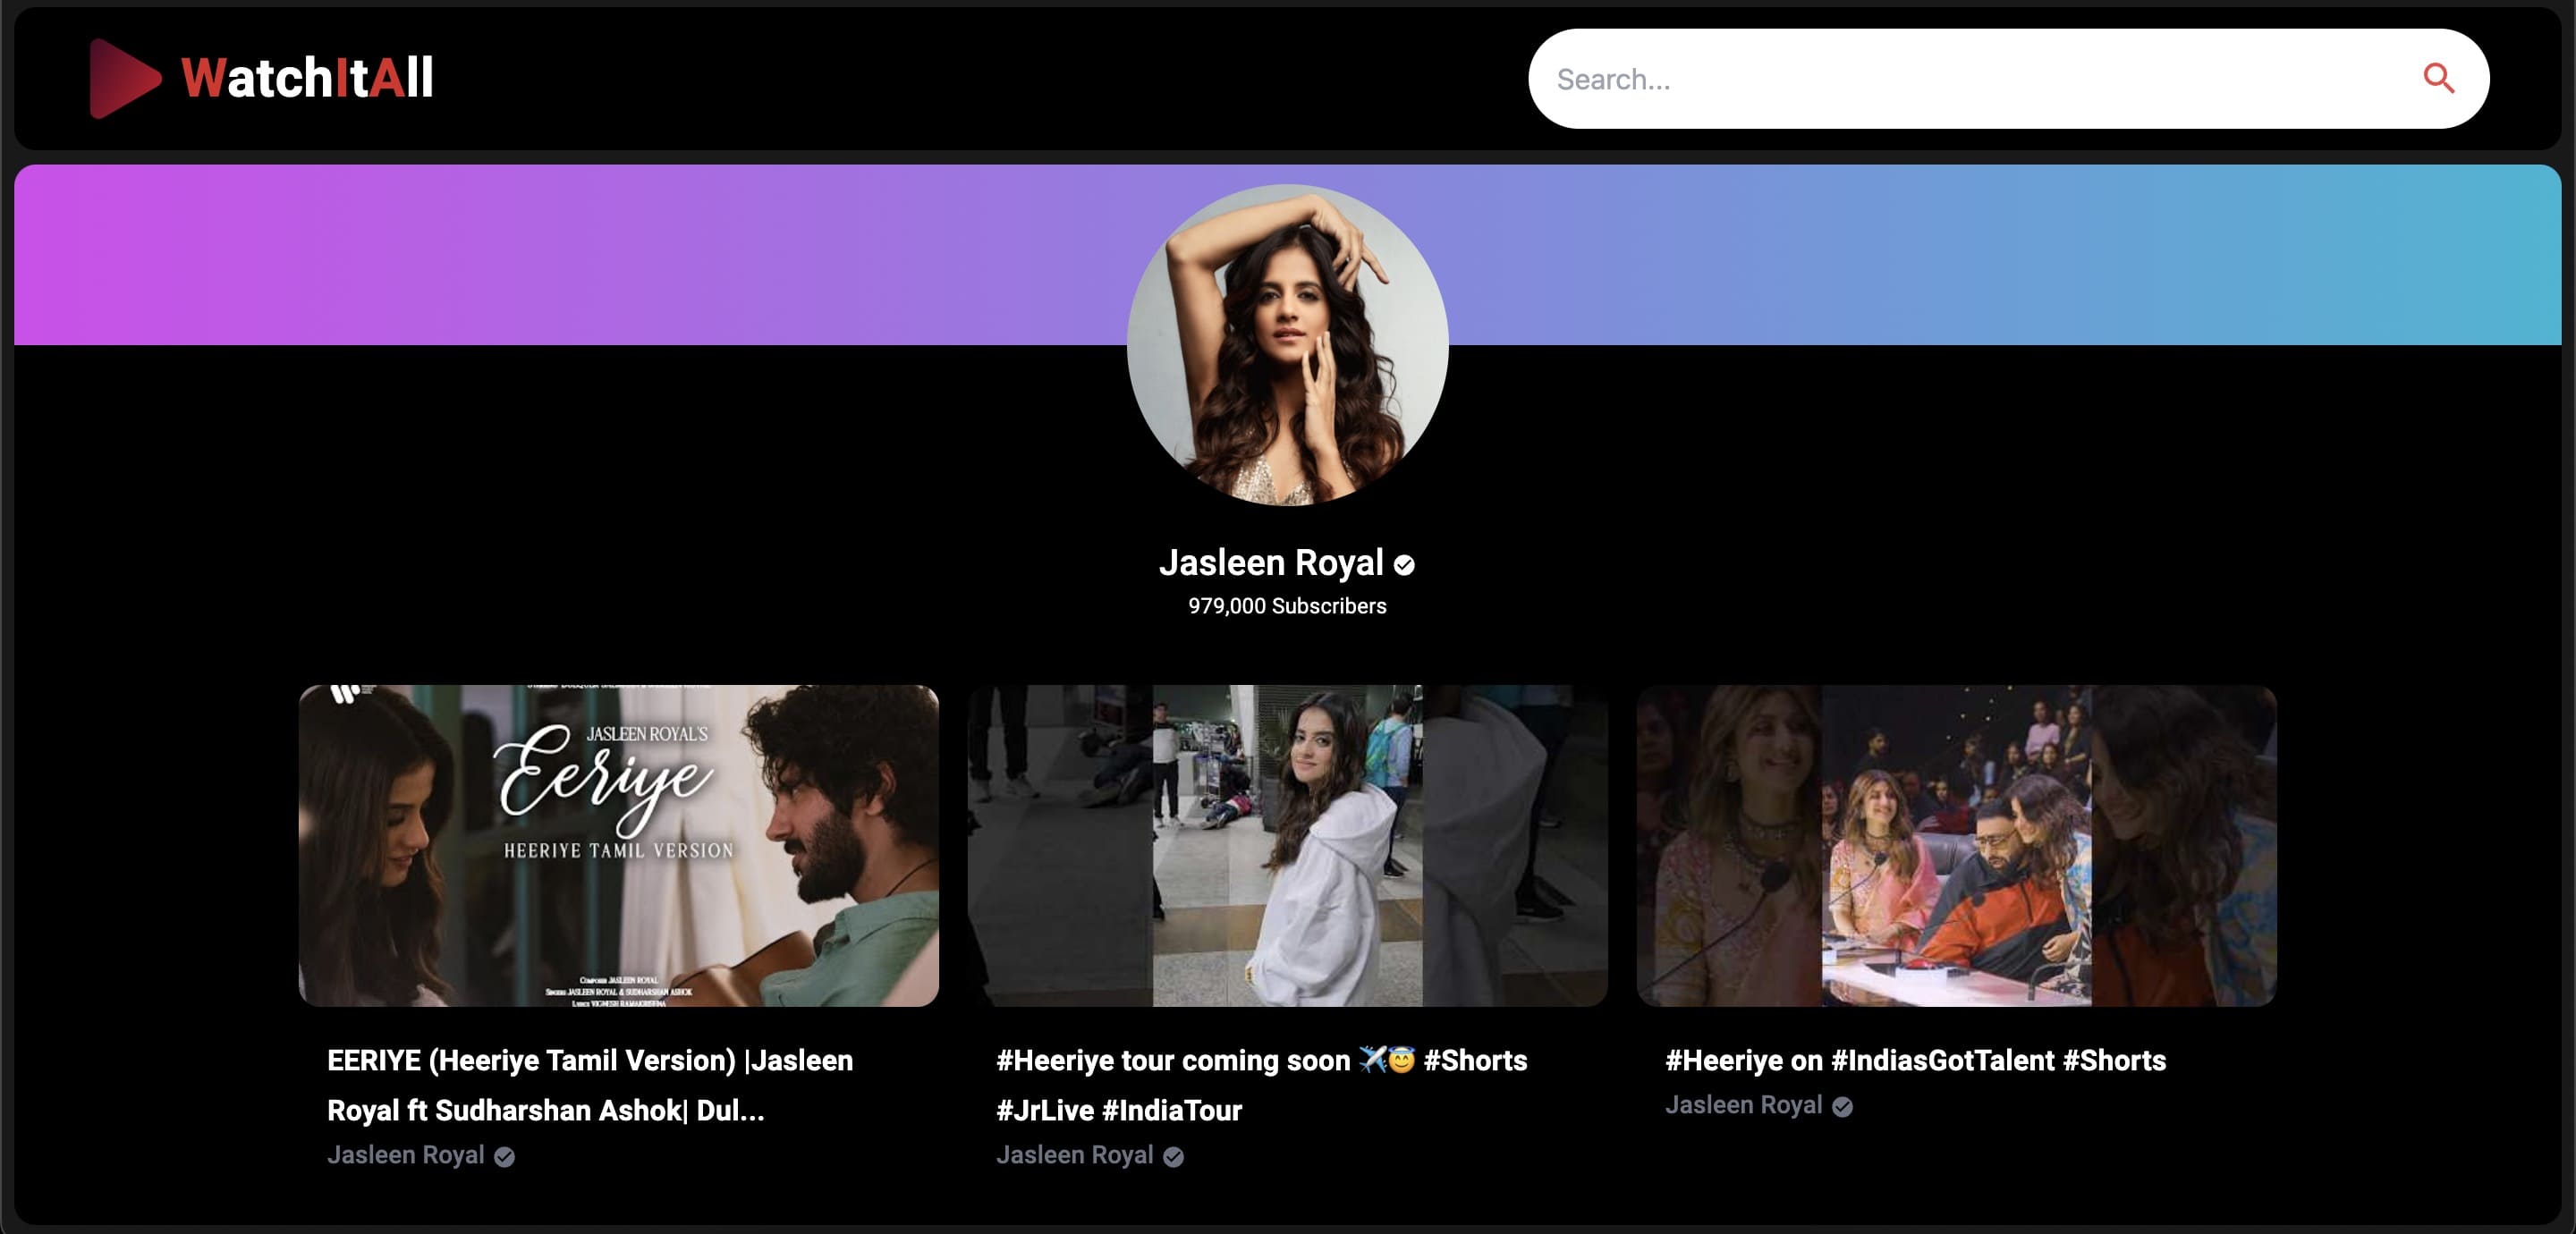 WatchItAll
Search...
Jasleen Royal
979,000 Subscribers
JASLEEN ROYAL'S
Eeriye
HEERIYE TAMIL VERSION
COMPOSER JASLEEN ROYAL
SINGERS JASLEEN ROYAL & SUDHARSHAN ASHOK
LYRICS VIGNESH RAMAKRISHNA
EERIYE (Heeriye Tamil Version) |Jasleen
Royal ft Sudharshan Ashok| Dul...
Jasleen Royal
#Heeriye tour coming soon ✈️😇 #Shorts
#JrLive #IndiaTour
Jasleen Royal
#Heeriye on #IndiasGotTalent #Shorts
Jasleen Royal